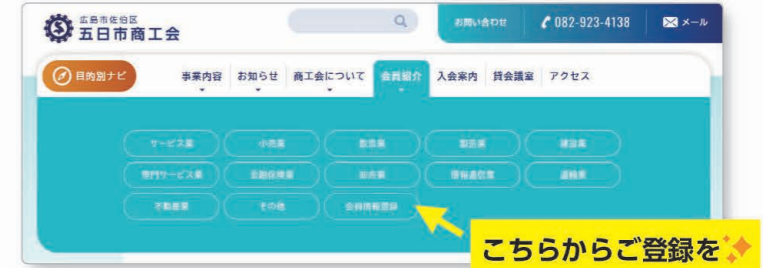 広島市佐伯区
五日市商工会
お問い合わせ 082-923-4138 メール
目的別ナビ 事業内容 お知らせ 商工会について 会員紹介 入会案内 貸会議室 アクセス
サービス業 小売業 製造業 建設業
専門サービス業 金融保険業 卸売業 情報通信業 運輸業
不動産業 その他 会員情報登録
こちらからご登録を